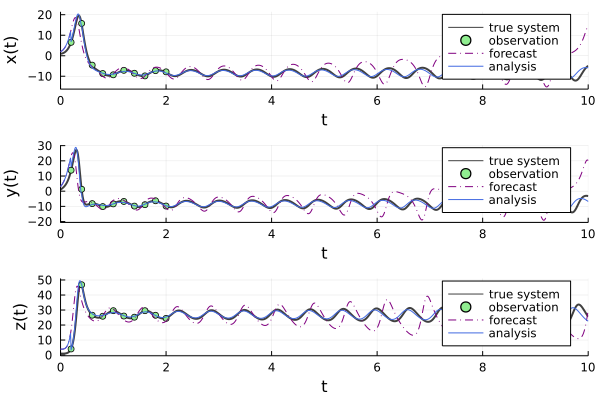 x(t)
20
10
0
−10
true system
observation
forecast
analysis
0 2 4 6 8 10
t
y(t)
30
20
10
0
−10
−20
true system
observation
forecast
analysis
0 2 4 6 8 10
t
z(t)
50
40
30
20
10
0
true system
observation
forecast
analysis
0 2 4 6 8 10
t